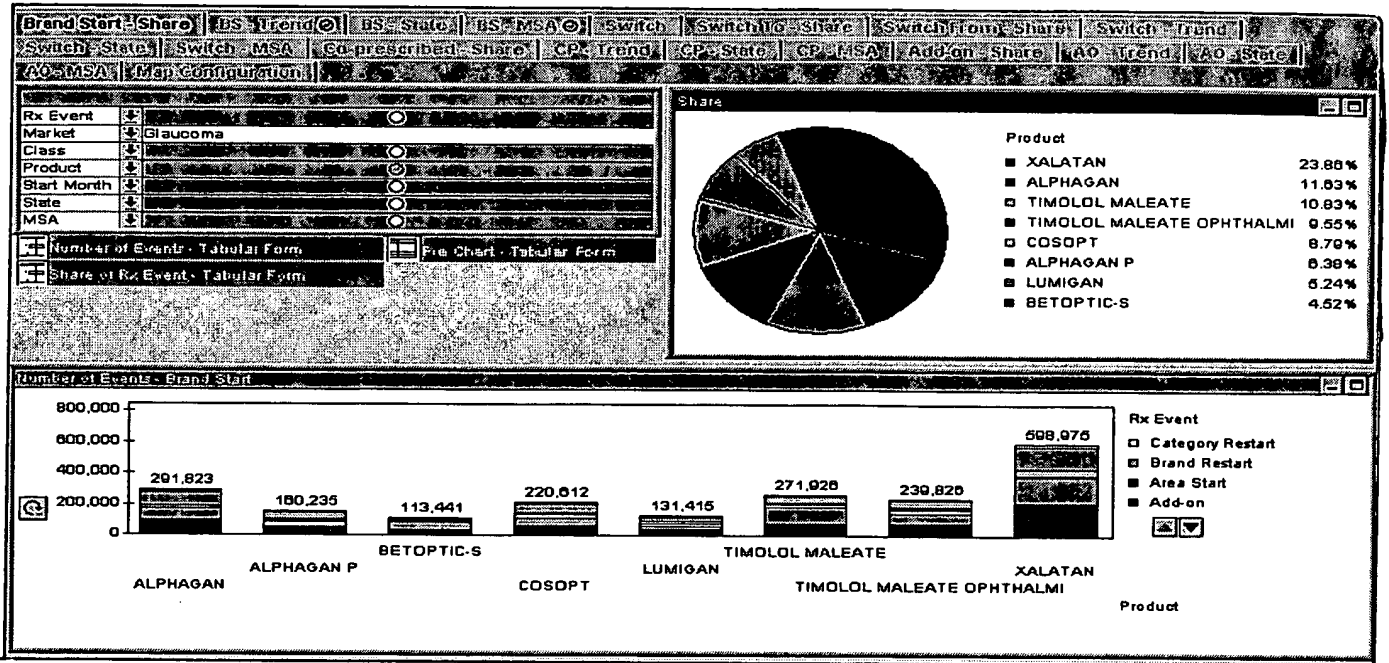 Brand Start - Share BS - Trend BS - State BS - MSA Switch Switch To - Share Switch From - Share Switch - Trend
Switch - State Switch - MSA Co-prescribed - Share CP - Trend CP - State CP - MSA Add-on - Share AO - Trend AO - State
AO - MSA Map Configuration
Rx Event
Market Glaucoma
Class
Product
Start Month
State
MSA
Number of Events - Tabular Form
Pie Chart - Tabular Form
Share of Rx Event - Tabular Form
Share
Product
XALATAN 23.86%
ALPHAGAN 11.63%
TIMOLOL MALEATE 10.83%
TIMOLOL MALEATE OPHTHALMI 9.55%
COSOPT 8.79%
ALPHAGAN P 6.38%
LUMIGAN 5.24%
BETOPTIC-S 4.52%
Number of Events - Brand Start
800,000
600,000
400,000
200,000
0
291,823
160,235
113,441
220,612
131,415
271,926
239,826
598,975
ALPHAGAN
ALPHAGAN P
BETOPTIC-S
COSOPT
LUMIGAN
TIMOLOL MALEATE
TIMOLOL MALEATE OPHTHALMI
XALATAN
Product
Rx Event
Category Restart
Brand Restart
Area Start
Add-on